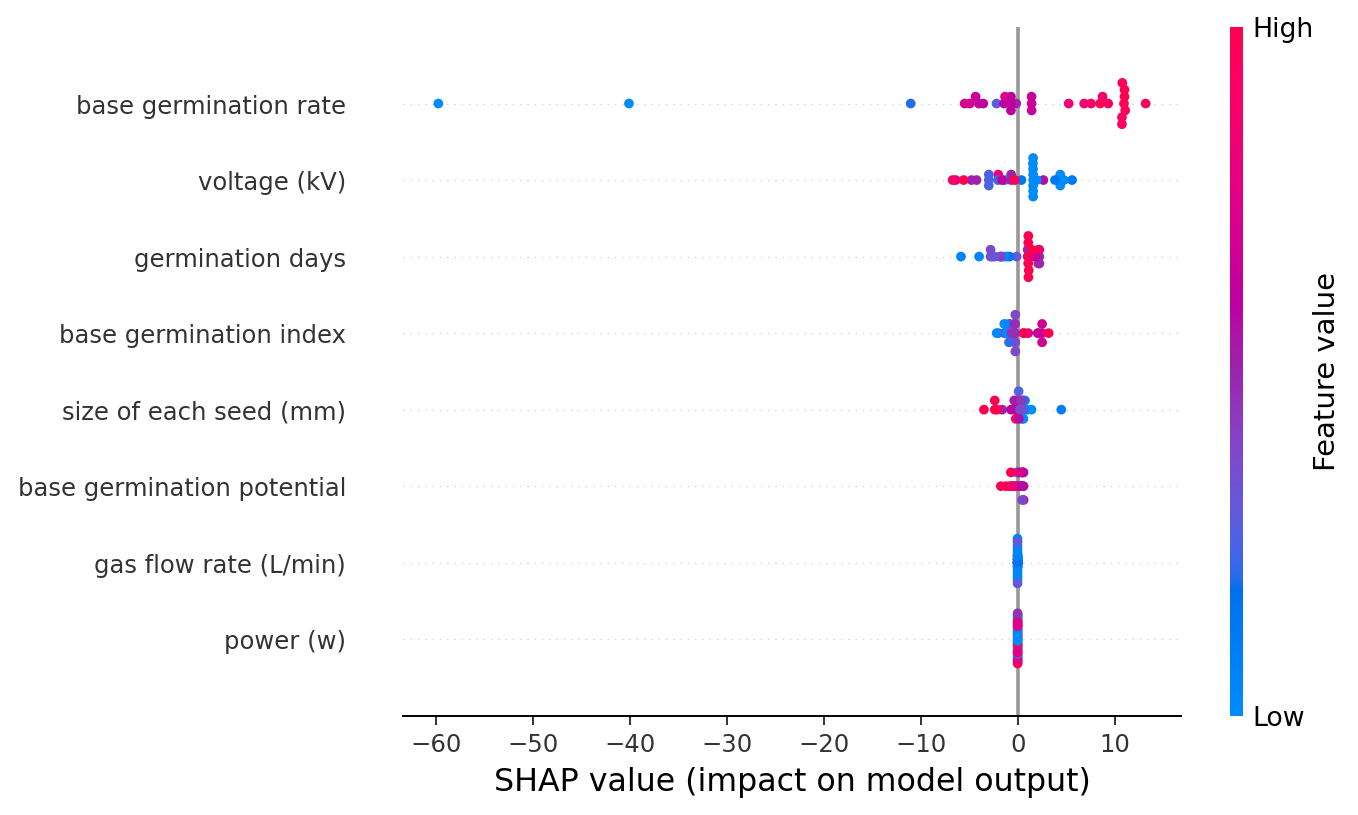 High
base germination rate
voltage (kV)
germination days
base germination index
size of each seed (mm)
base germination potential
gas flow rate (L/min)
power (w)
Feature value
Low
−60 −50 −40 −30 −20 −10 0 10
SHAP value (impact on model output)